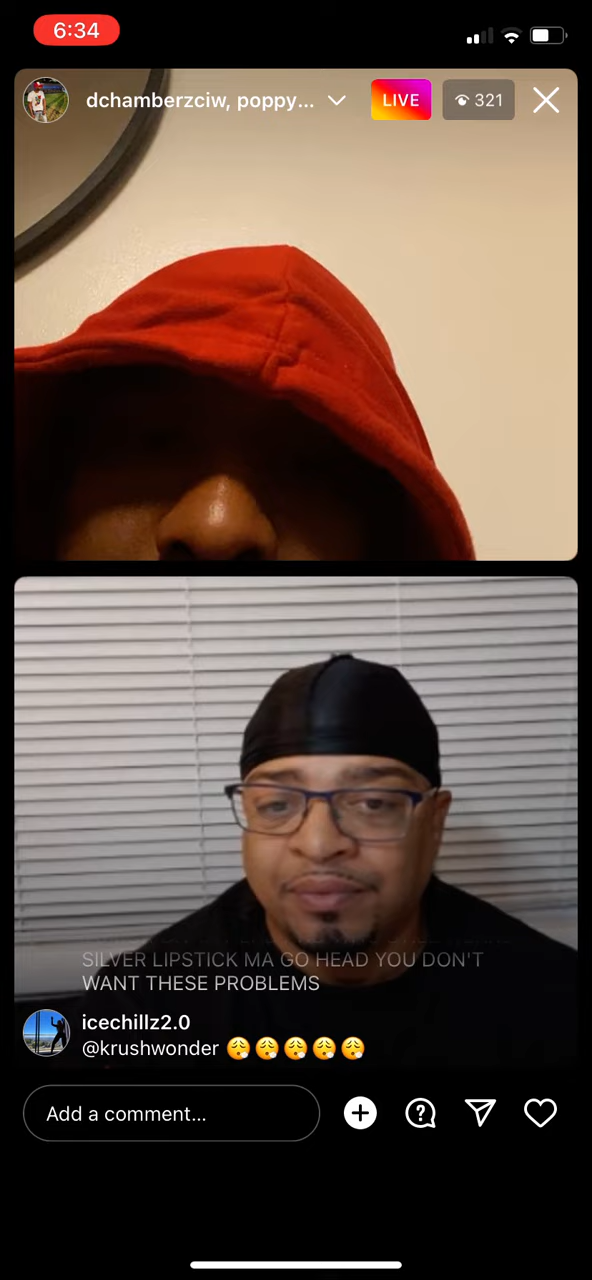 6:34
dchamberzciw, poppy...
LIVE
321
SILVER LIPSTICK MA GO HEAD YOU DON'T
WANT THESE PROBLEMS
icechillz2.0
@krushwonder 😮‍💨😮‍💨😮‍💨😮‍💨😮‍💨
Add a comment...